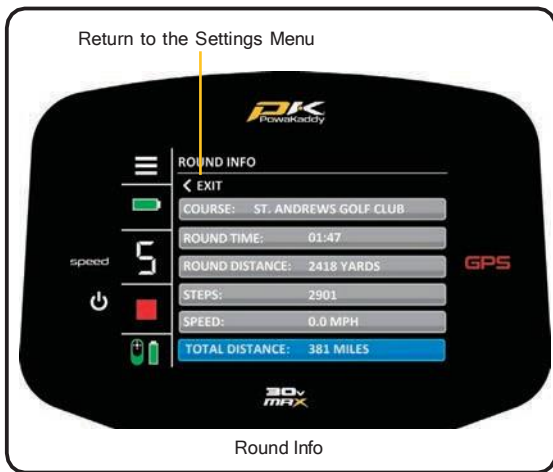 Return to the Settings Menu
PK
PowaKaddy
ROUND INFO
< EXIT
COURSE: ST. ANDREWS GOLF CLUB
ROUND TIME: 01:47
speed 5
ROUND DISTANCE: 2418 YARDS
GPS
STEPS: 2901
SPEED: 0.0 MPH
TOTAL DISTANCE: 381 MILES
30v
MAX
Round Info